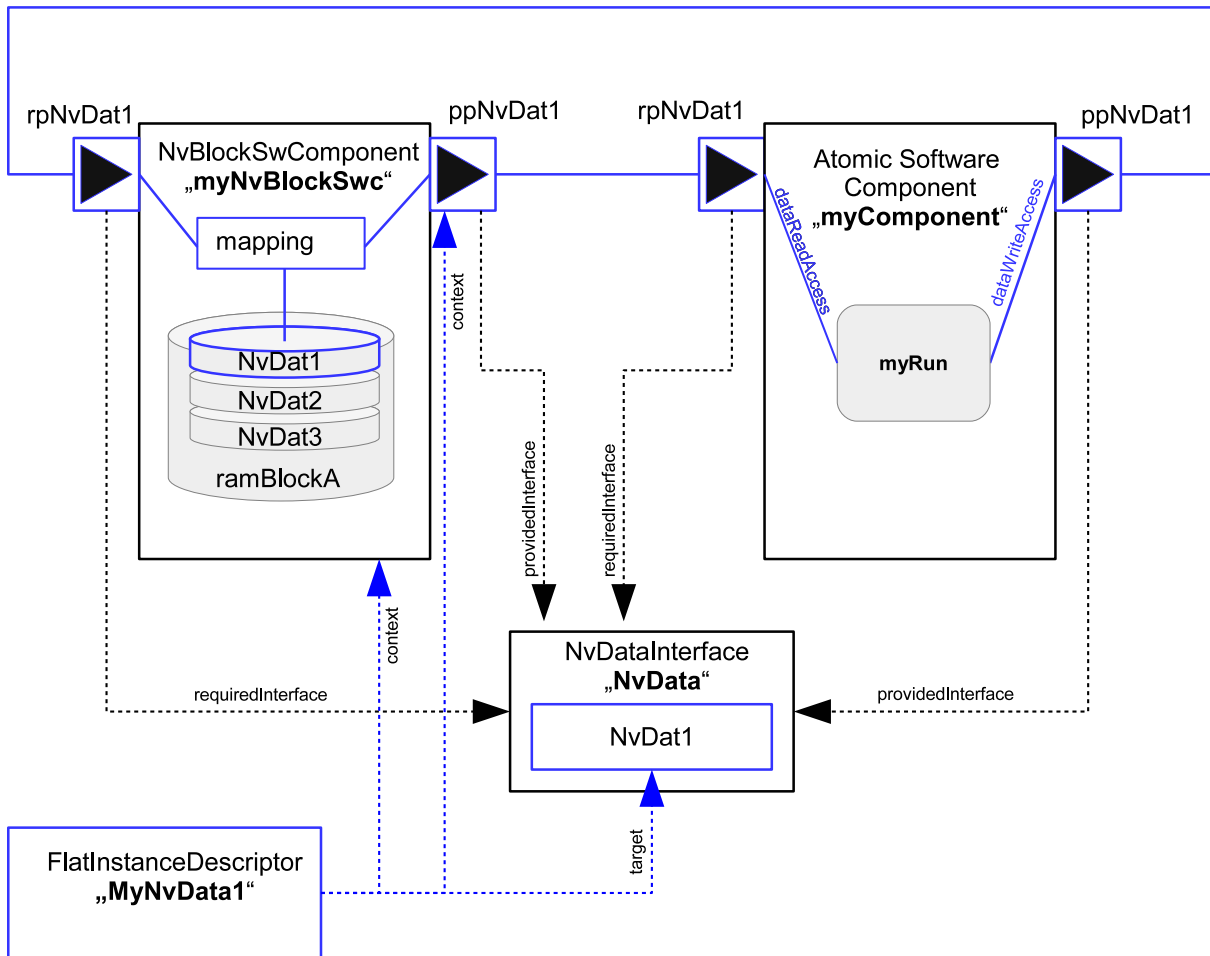 rpNvDat1
ppNvDat1
rpNvDat1
ppNvDat1
NvBlockSwComponent
„myNvBlockSwc“
mapping
NvDat1
NvDat2
NvDat3
ramBlockA
Atomic Software
Component
„myComponent“
dataReadAccess
dataWriteAccess
myRun
context
context
providedInterface
requiredInterface
requiredInterface
providedInterface
NvDataInterface
„NvData“
NvDat1
target
FlatInstanceDescriptor
„MyNvData1“